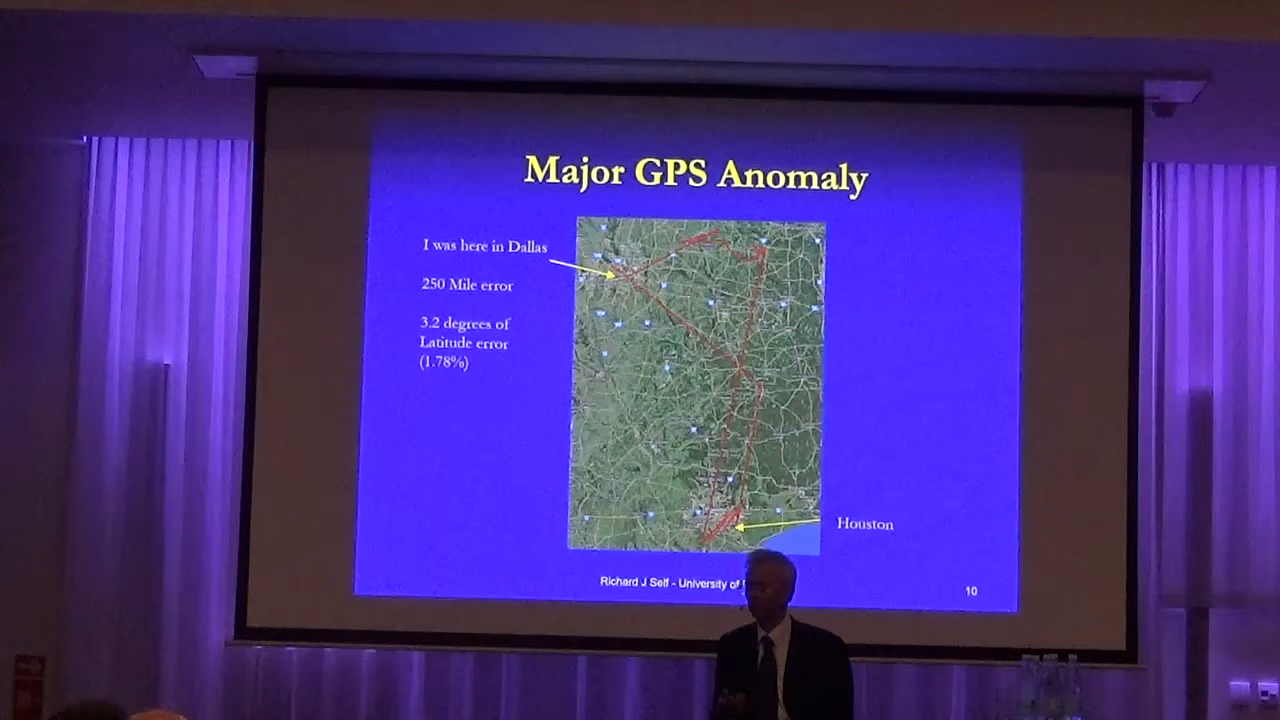 Major GPS Anomaly
I was here in Dallas
250 Mile error
3.2 degrees of
Latitude error
(1.78%)
Houston
Richard J Self - University of
10